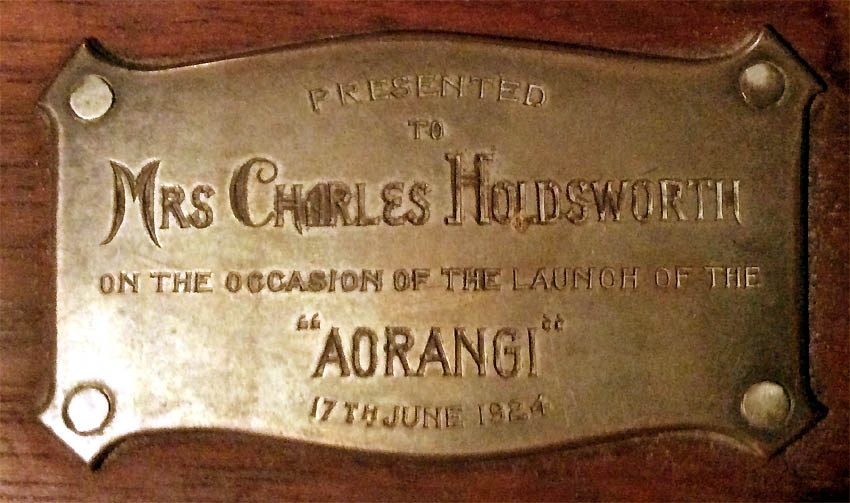 PRESENTED
TO
MRS CHARLES HOLDSWORTH
ON THE OCCASION OF THE LAUNCH OF THE
"AORANGI"
17TH JUNE 1924